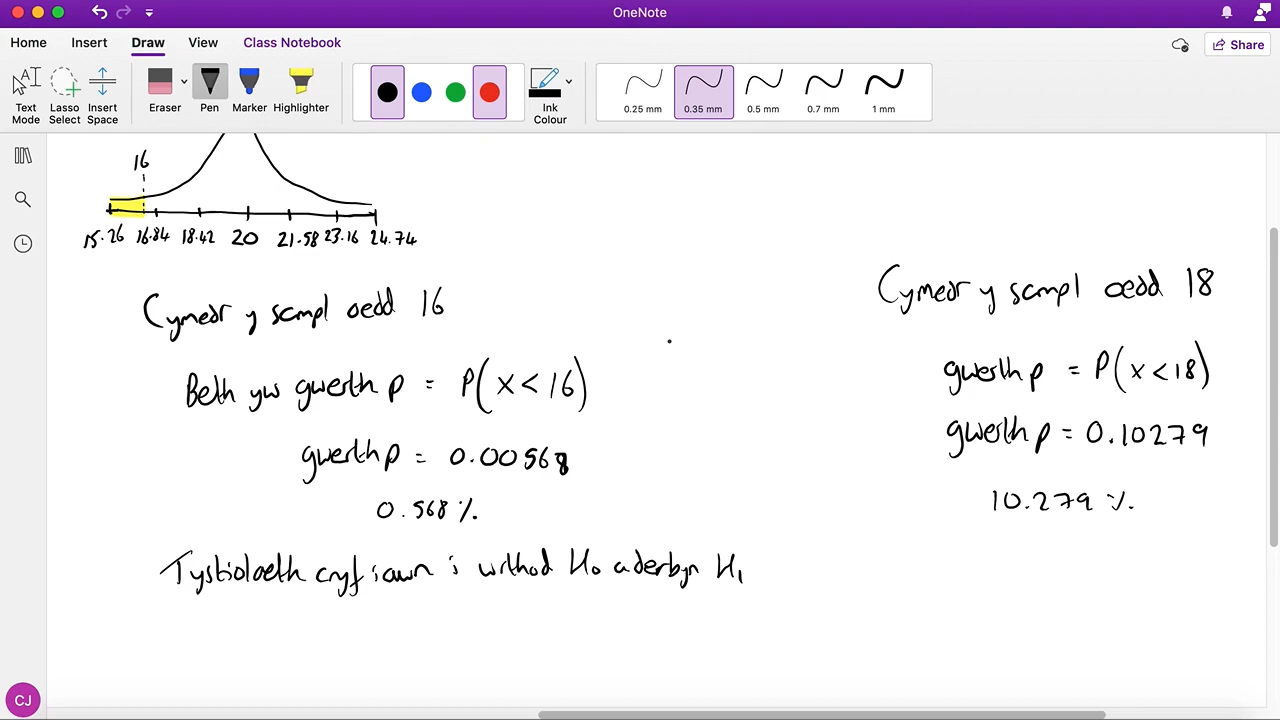 OneNote
Home Insert Draw View Class Notebook
Share
Text Mode
Lasso Select
Insert Space
Eraser
Pen
Marker
Highlighter
Ink Colour
0.25 mm
0.35 mm
0.5 mm
0.7 mm
1 mm
16
15.26 16.84 18.42 20 21.58 23.16 24.74
Cymedr y sampl oedd 16
Beth yw gwerth p = P(X < 16)
gwerth p = 0.00568
0.568 %
Tystiolaeth cryf iawn i wrthod H₀ a derbyn H₁
Cymedr y sampl oedd 18
gwerth p = P(X < 18)
gwerth p = 0.10279
10.279 %
CJ